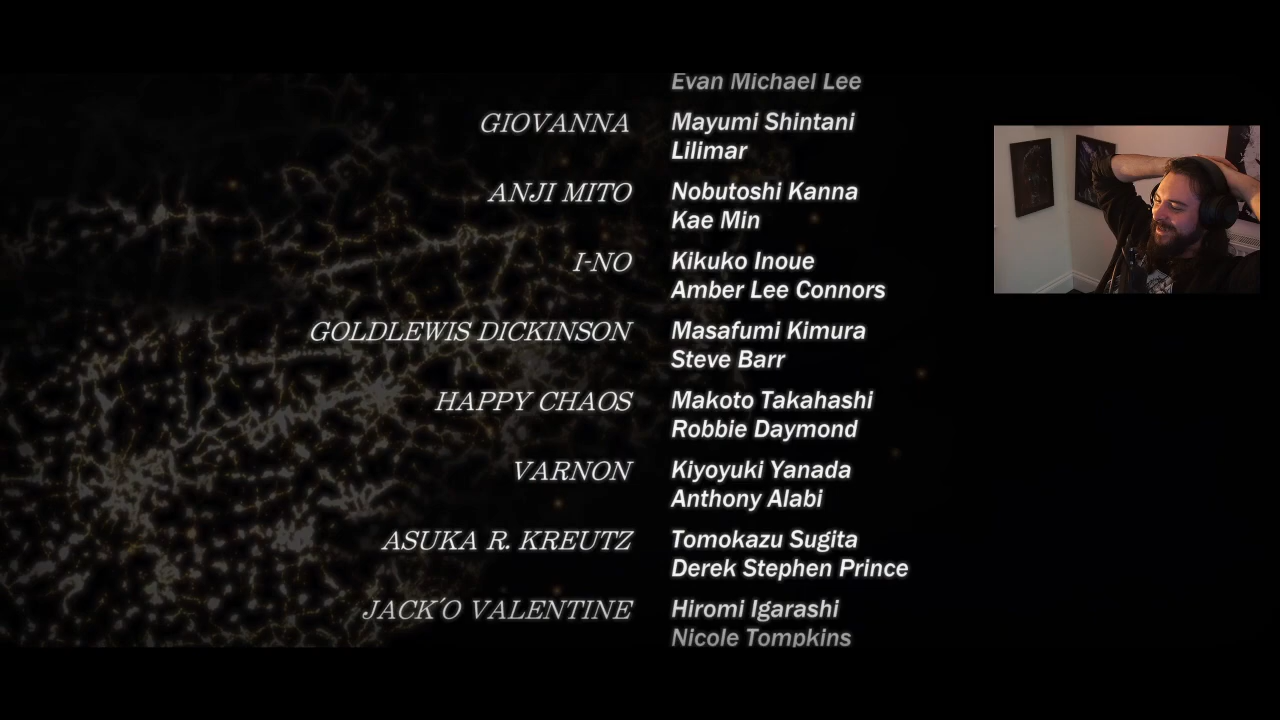 Evan Michael Lee
GIOVANNA Mayumi Shintani
Lilimar
ANJI MITO Nobutoshi Kanna
Kae Min
I-NO Kikuko Inoue
Amber Lee Connors
GOLDLEWIS DICKINSON Masafumi Kimura
Steve Barr
HAPPY CHAOS Makoto Takahashi
Robbie Daymond
VARNON Kiyoyuki Yanada
Anthony Alabi
ASUKA R. KREUTZ Tomokazu Sugita
Derek Stephen Prince
JACK'O VALENTINE Hiromi Igarashi
Nicole Tompkins